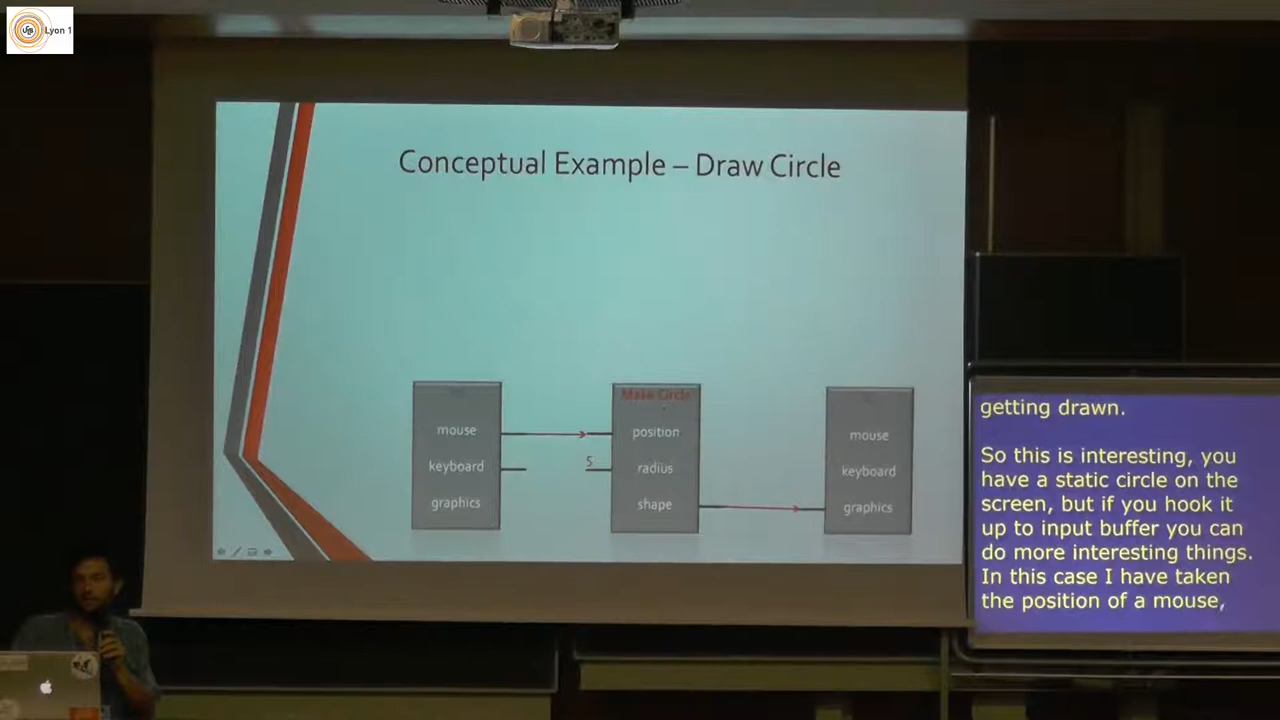 Lyon 1
Conceptual Example – Draw Circle
mouse
keyboard
graphics
Make Circle
position
5
radius
shape
mouse
keyboard
graphics
getting drawn.
So this is interesting, you
have a static circle on the
screen, but if you hook it
up to input buffer you can
do more interesting things.
In this case I have taken
the position of a mouse,